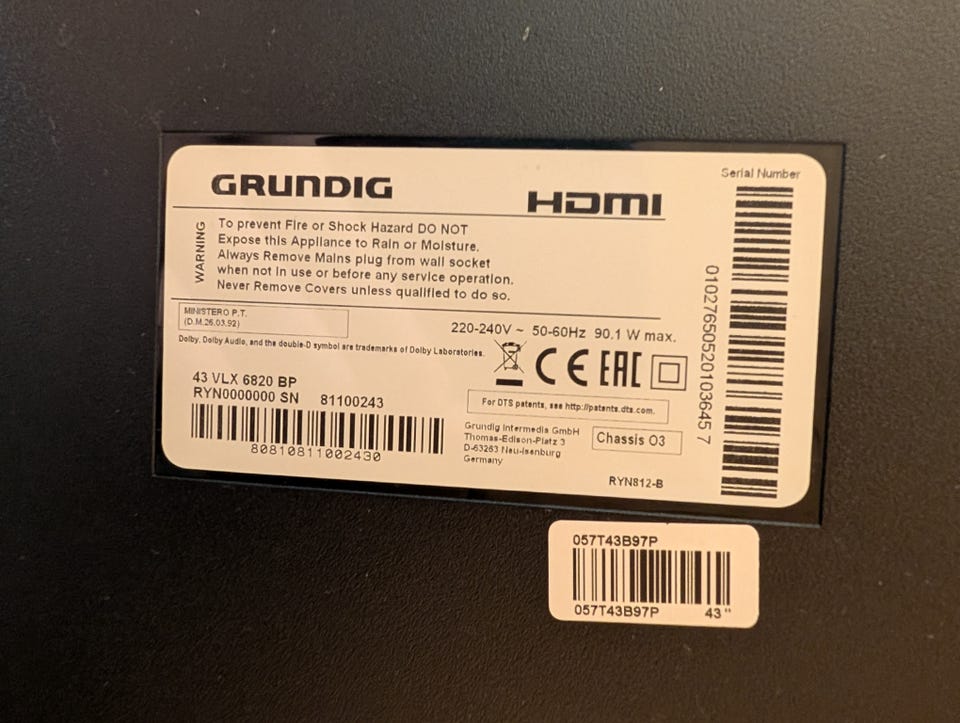 GRUNDIG
HDMI
Serial Number
WARNING
To prevent Fire or Shock Hazard DO NOT
Expose this Appliance to Rain or Moisture.
Always Remove Mains plug from wall socket
when not in use or before any service operation.
Never Remove Covers unless qualified to do so.
010276505201036457
MINISTERO P.T.
(D.M.26.03.92)
220-240V ~ 50-60Hz 90.1 W max.
Dolby, Dolby Audio, and the double-D symbol are trademarks of Dolby Laboratories.
CE EAC
43 VLX 6820 BP
RYN0000000 SN 81100243
80810811002430
For DTS patents, see http://patents.dts.com.
Grundig Intermedia GmbH
Thomas-Edison-Platz 3
D-63263 Neu-Isenburg
Germany
Chassis O3
RYN812-B
057T43B97P
057T43B97P 43"